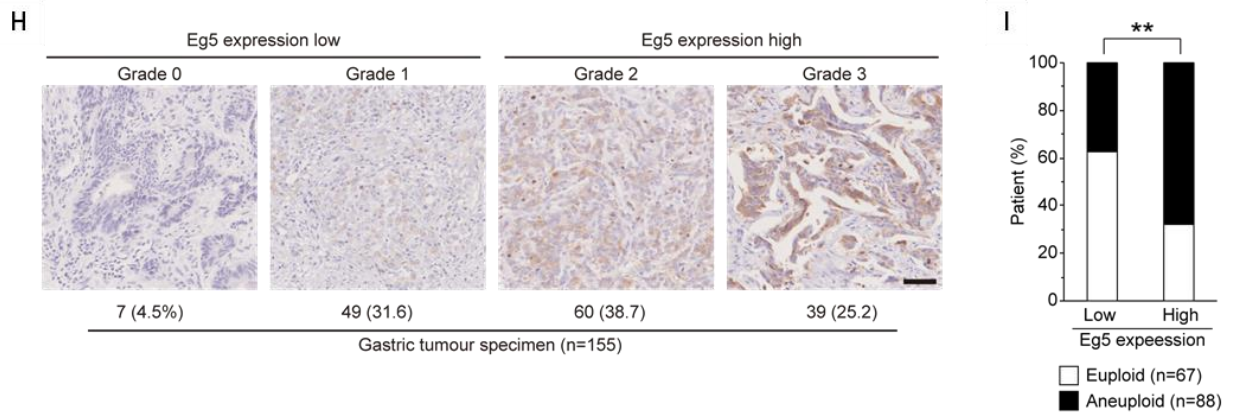 H
Eg5 expression low
Eg5 expression high
Grade 0
Grade 1
Grade 2
Grade 3
7 (4.5%)
49 (31.6)
60 (38.7)
39 (25.2)
Gastric tumour specimen (n=155)
I
**
Patient (%)
100
80
60
40
20
0
Low
High
Eg5 expeession
Euploid (n=67)
Aneuploid (n=88)